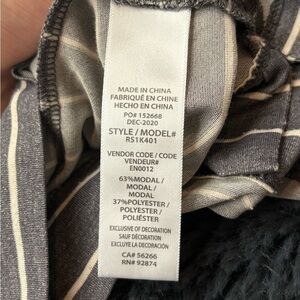 MADE IN CHINA
FABRIQUÉ EN CHINE
HECHO EN CHINA
PO# 152668
DEC-2020
STYLE / MODEL#
RS1K401
VENDOR CODE / CODE
VENDEUR#
EN0012
63%MODAL/
MODAL/
MODAL
37%POLYESTER/
POLYESTER/
POLIÉSTER
EXCLUSIVE OF DECORATION
SAUF DÉCORATION
EXCLUYE LA DECORACIÓN
CA# 56266
RN# 92874